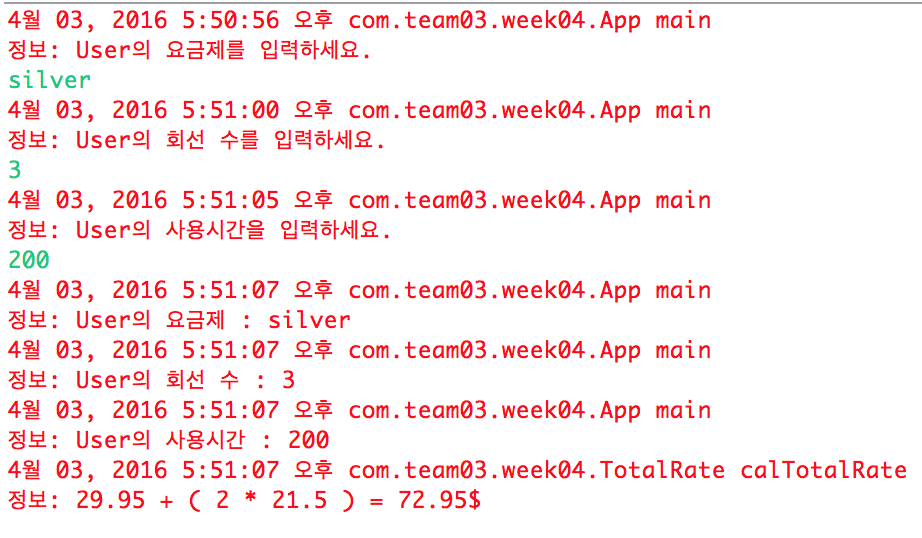 4월 03, 2016 5:50:56 오후 com.team03.week04.App main
정보: User의 요금제를 입력하세요.
silver
4월 03, 2016 5:51:00 오후 com.team03.week04.App main
정보: User의 회선 수를 입력하세요.
3
4월 03, 2016 5:51:05 오후 com.team03.week04.App main
정보: User의 사용시간을 입력하세요.
200
4월 03, 2016 5:51:07 오후 com.team03.week04.App main
정보: User의 요금제 : silver
4월 03, 2016 5:51:07 오후 com.team03.week04.App main
정보: User의 회선 수 : 3
4월 03, 2016 5:51:07 오후 com.team03.week04.App main
정보: User의 사용시간 : 200
4월 03, 2016 5:51:07 오후 com.team03.week04.TotalRate calTotalRate
정보: 29.95 + ( 2 * 21.5 ) = 72.95$